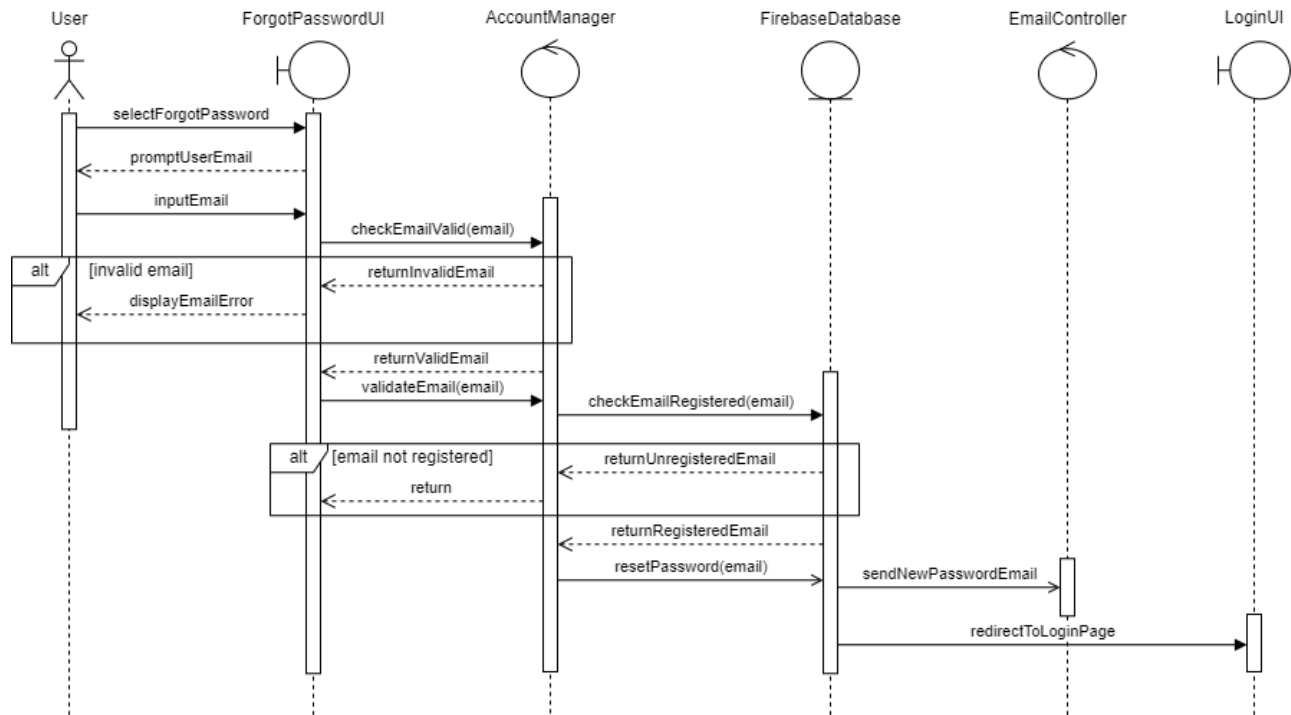 User
ForgotPasswordUI
AccountManager
FirebaseDatabase
EmailController
LoginUI
selectForgotPassword
promptUserEmail
inputEmail
checkEmailValid(email)
alt
[invalid email]
returnInvalidEmail
displayEmailError
returnValidEmail
validateEmail(email)
checkEmailRegistered(email)
alt
[email not registered]
returnUnregisteredEmail
return
returnRegisteredEmail
resetPassword(email)
sendNewPasswordEmail
redirectToLoginPage